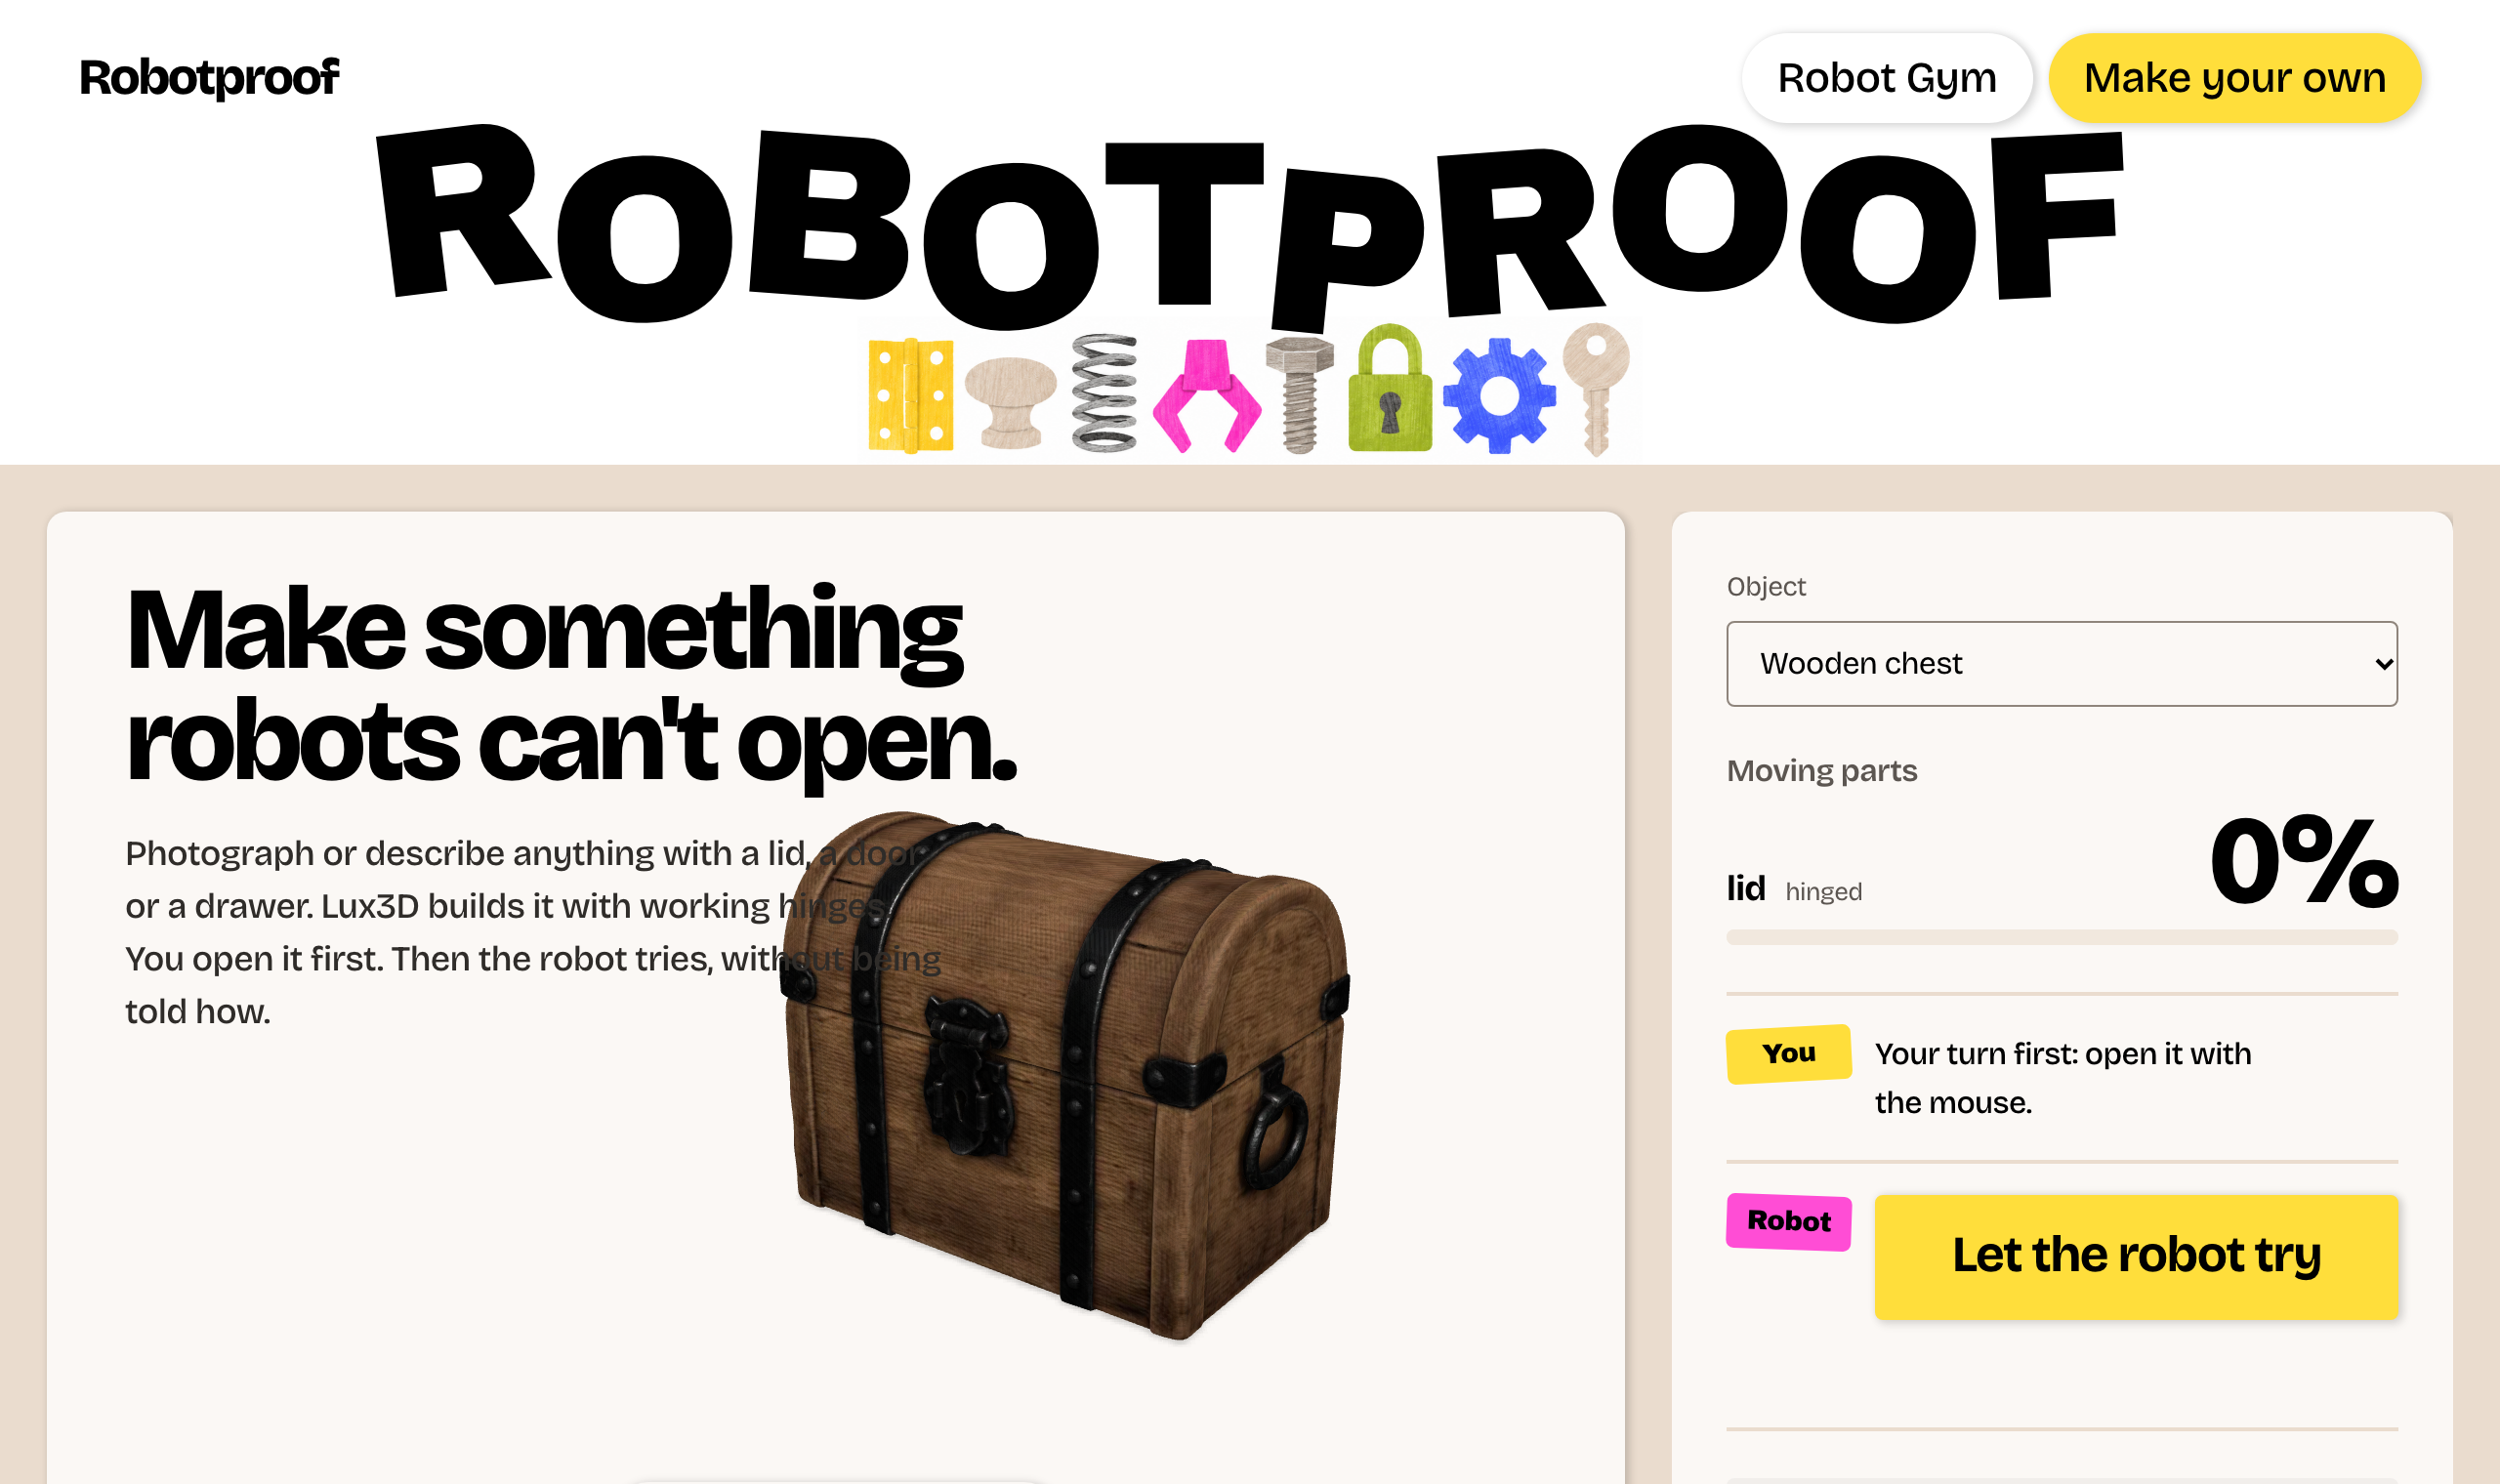 Robotproof
Robot Gym
Make your own
ROBOTPROOF
Make something
robots can't open.
Photograph or describe anything with a lid, a door
or a drawer. Lux3D builds it with working hinges.
You open it first. Then the robot tries, without being
told how.
Object
Wooden chest
Moving parts
lid hinged 0%
You
Your turn first: open it with
the mouse.
Robot
Let the robot try